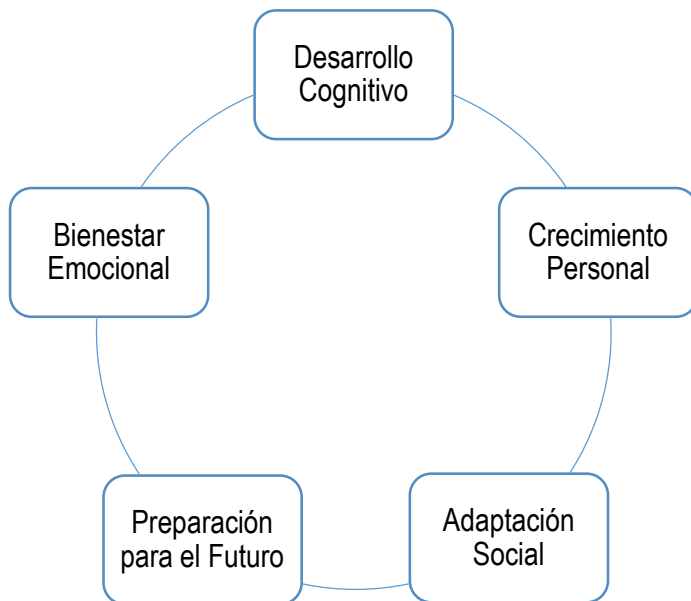 Desarrollo
Cognitivo
Crecimiento
Personal
Adaptación
Social
Preparación
para el Futuro
Bienestar
Emocional